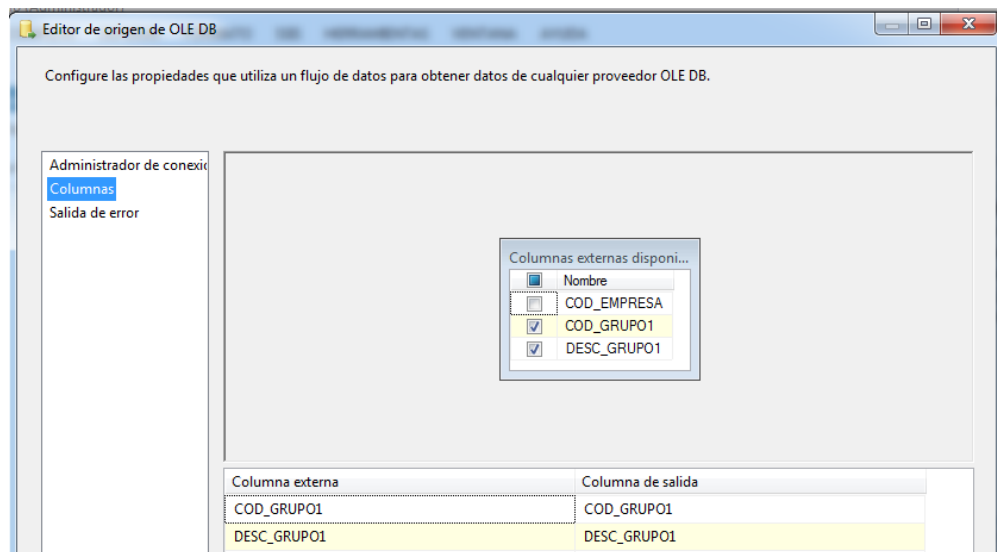 Editor de origen de OLE DB
Configure las propiedades que utiliza un flujo de datos para obtener datos de cualquier proveedor OLE DB.
Administrador de conexi
Columnas
Salida de error
Columnas externas disponi...
Nombre
COD_EMPRESA
COD_GRUPO1
DESC_GRUPO1
Columna externa Columna de salida
COD_GRUPO1 COD_GRUPO1
DESC_GRUPO1 DESC_GRUPO1